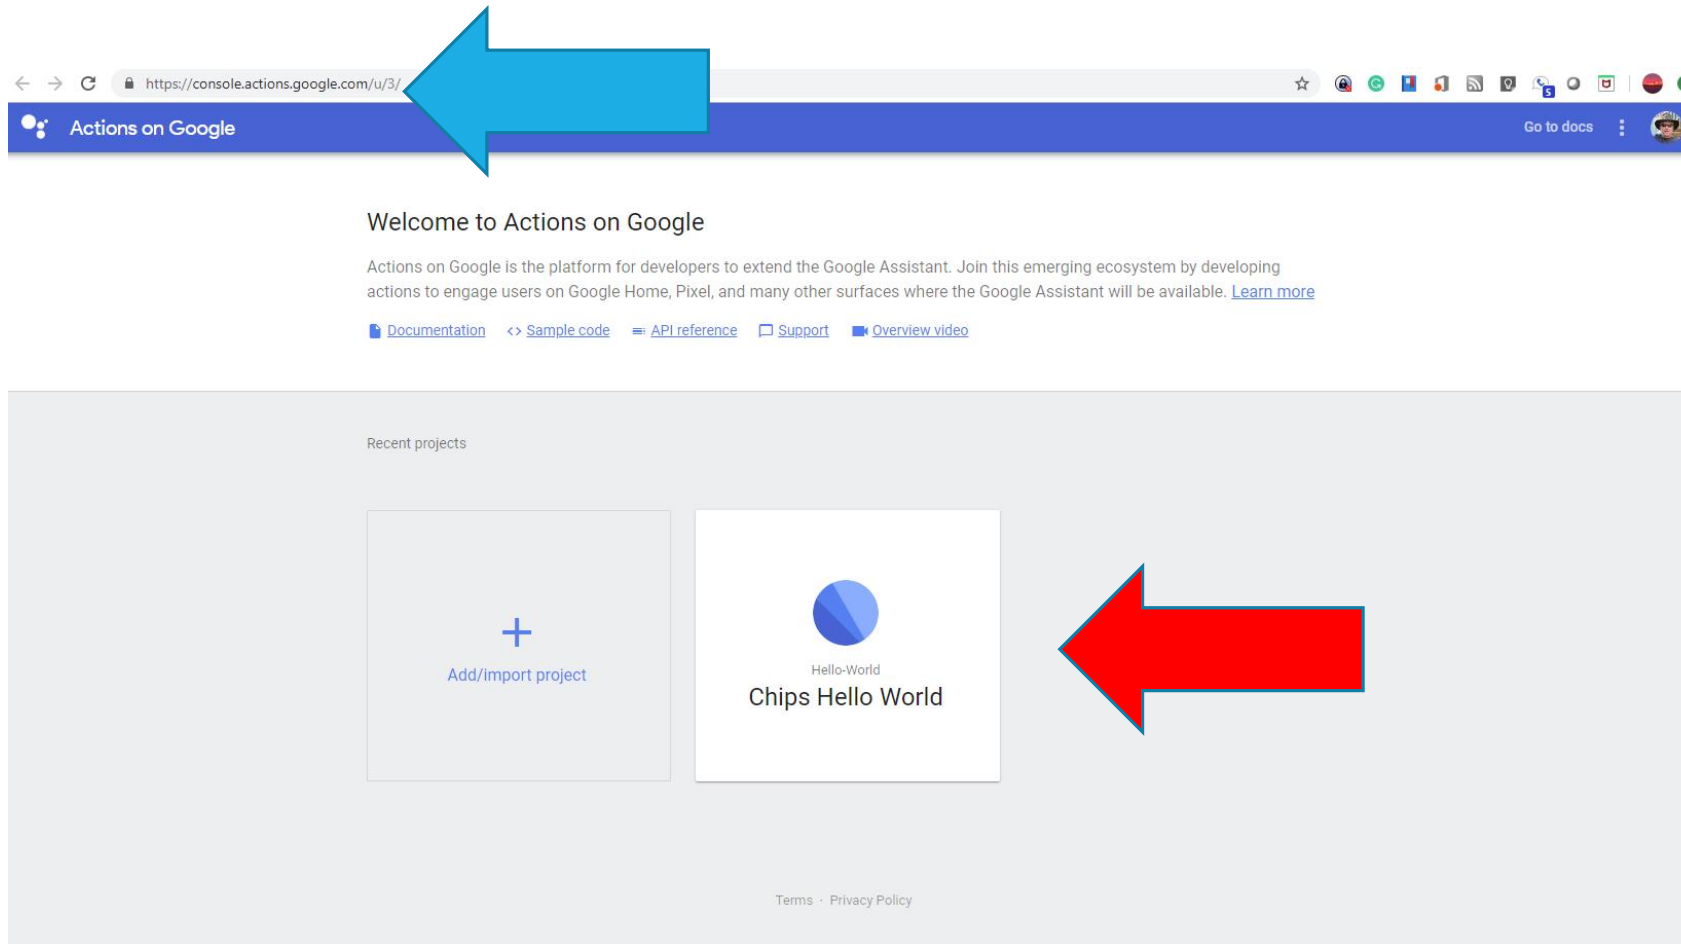 https://console.actions.google.com/u/3/
5
Actions on Google
Go to docs
Welcome to Actions on Google
Actions on Google is the platform for developers to extend the Google Assistant. Join this emerging ecosystem by developing
actions to engage users on Google Home, Pixel, and many other surfaces where the Google Assistant will be available. Learn more
Documentation <> Sample code API reference Support Overview video
Recent projects
Add/import project
Hello-World
Chips Hello World
Terms · Privacy Policy